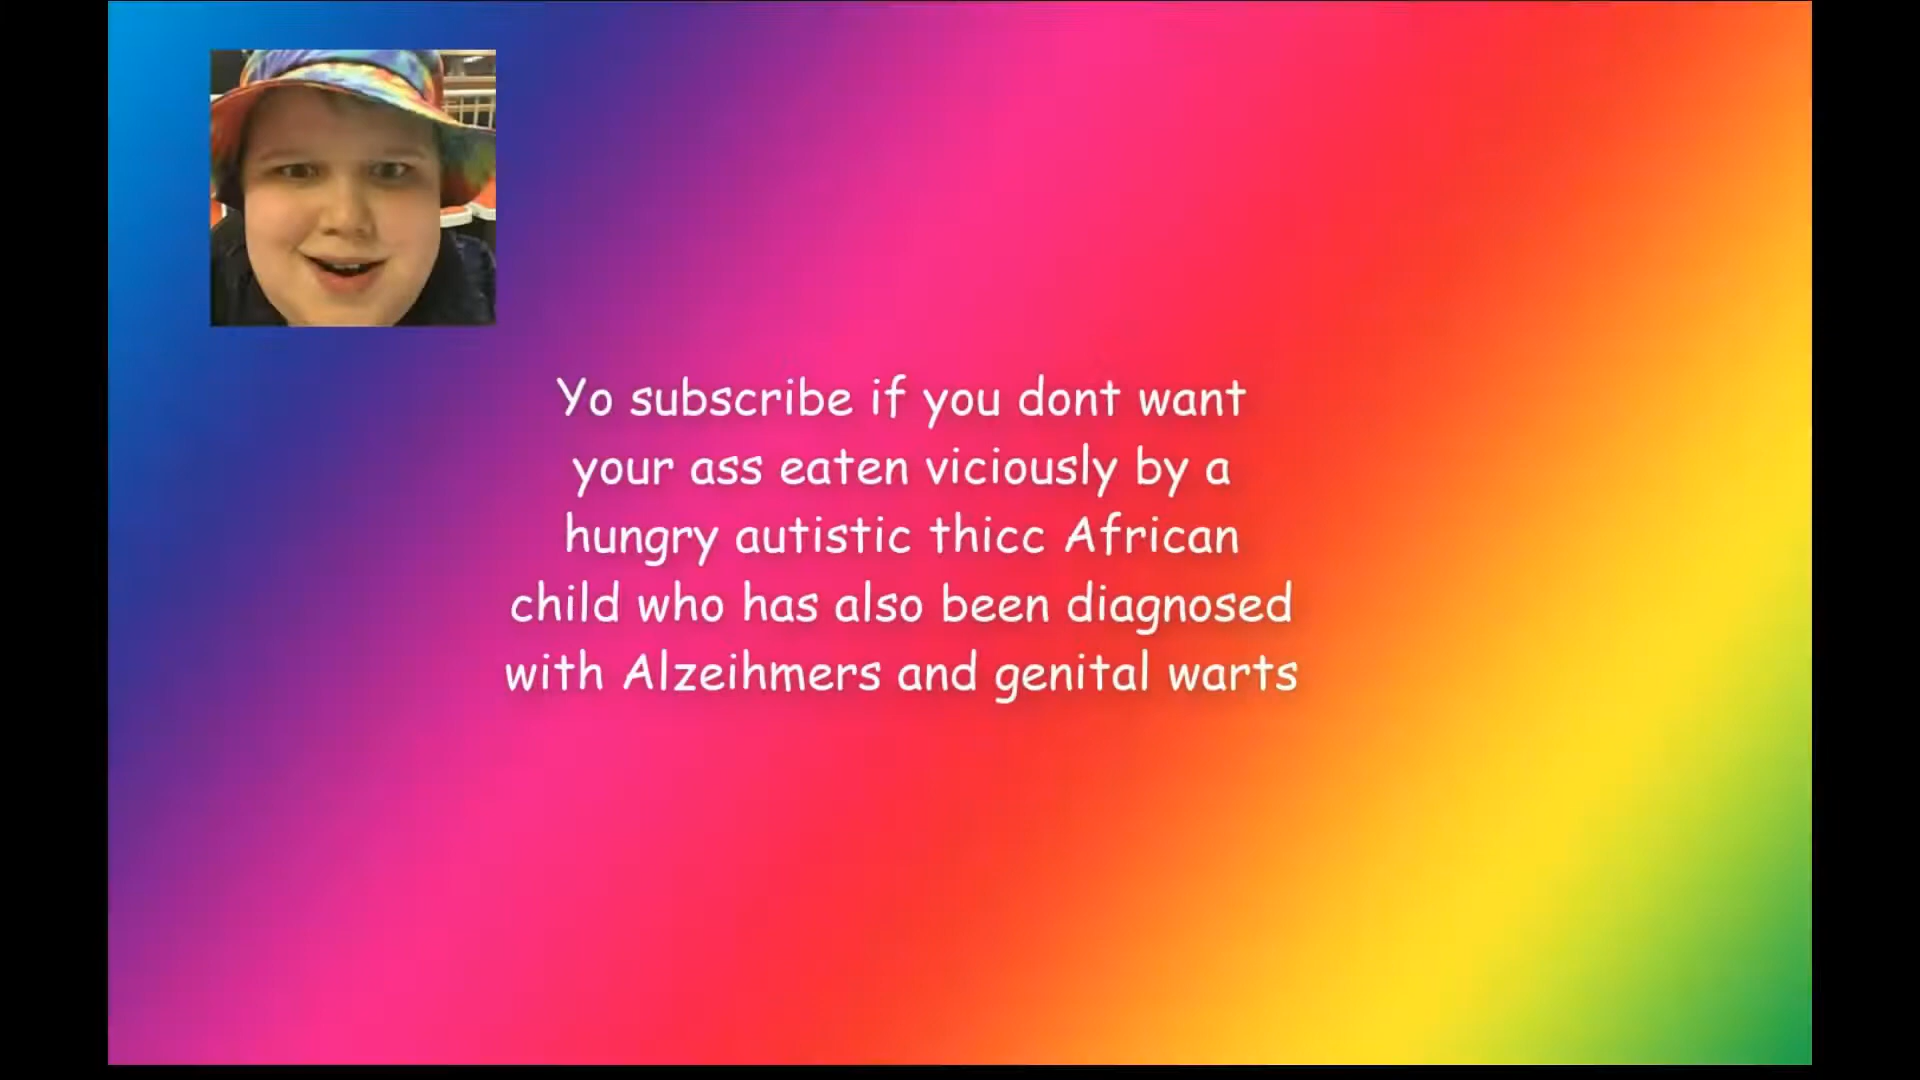 Yo subscribe if you dont want
your ass eaten viciously by a
hungry autistic thicc African
child who has also been diagnosed
with Alzeihmers and genital warts